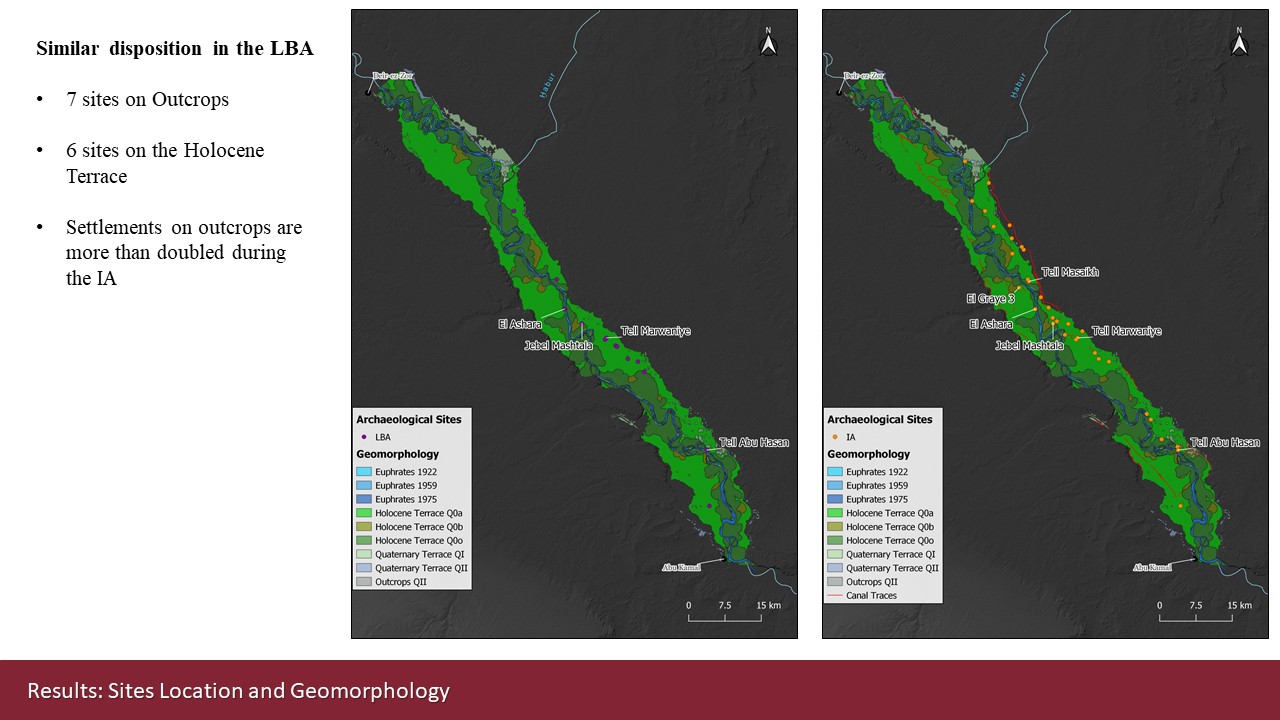 Similar disposition in the LBA
• 7 sites on Outcrops
• 6 sites on the Holocene
Terrace
• Settlements on outcrops are
more than doubled during
the IA
N
Habur
Deir-ez-Zor
El Ashara
Jebel Mashtala
Tell Marwaniye
Tell Abu Hasan
Abu Kamal
Archaeological Sites
LBA
Geomorphology
Euphrates 1922
Euphrates 1959
Euphrates 1975
Holocene Terrace Q0a
Holocene Terrace Q0b
Holocene Terrace Q0o
Quaternary Terrace QI
Quaternary Terrace QII
Outcrops QII
0 7.5 15 km
N
Habur
Deir-ez-Zor
Tell Masaikh
El Graye 3
El Ashara
Jebel Mashtala
Tell Marwaniye
Tell Abu Hasan
Abu Kamal
Archaeological Sites
IA
Geomorphology
Euphrates 1922
Euphrates 1959
Euphrates 1975
Holocene Terrace Q0a
Holocene Terrace Q0b
Holocene Terrace Q0o
Quaternary Terrace QI
Quaternary Terrace QII
Outcrops QII
Canal Traces
0 7.5 15 km
Results: Sites Location and Geomorphology